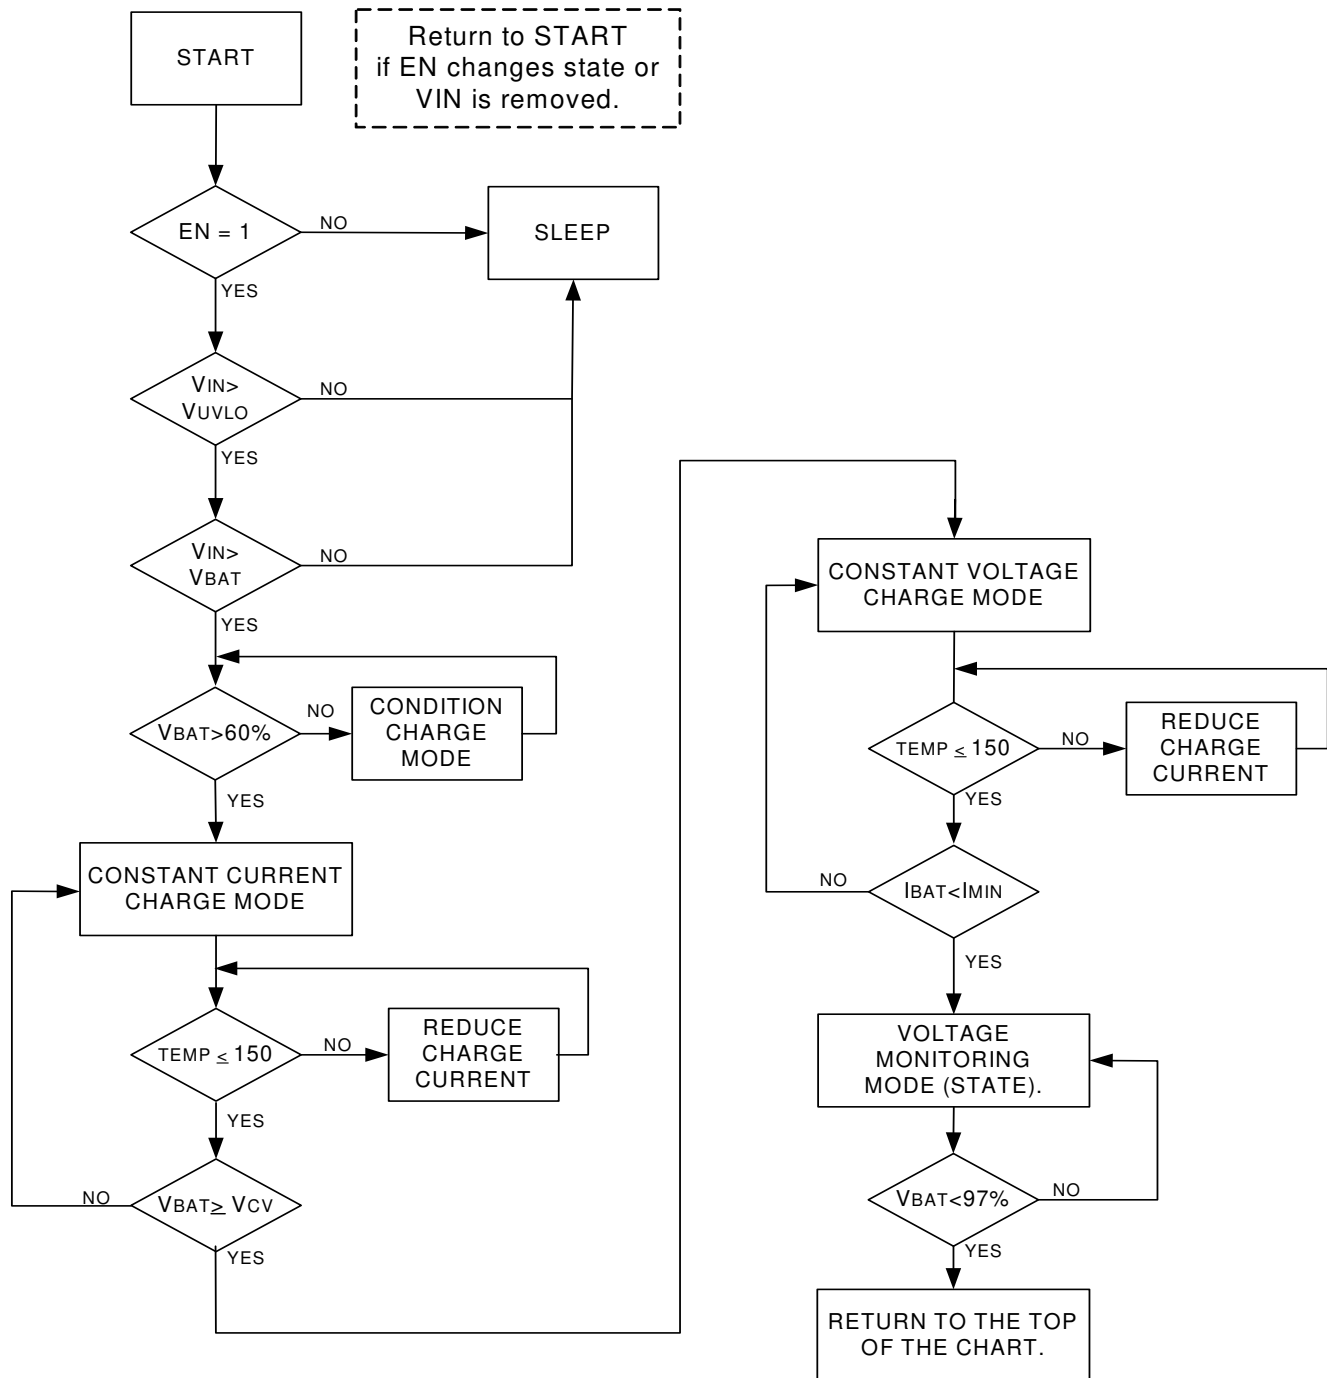 START
Return to START
if EN changes state or
VIN is removed.
EN = 1
NO
SLEEP
YES
VIN>
VUVLO
NO
YES
VIN>
VBAT
NO
YES
VBAT>60%
NO
CONDITION
CHARGE
MODE
YES
CONSTANT CURRENT
CHARGE MODE
TEMP ≤ 150
NO
REDUCE
CHARGE
CURRENT
YES
VBAT≥ VCV
NO
YES
CONSTANT VOLTAGE
CHARGE MODE
TEMP ≤ 150
NO
REDUCE
CHARGE
CURRENT
YES
IBAT<IMIN
NO
YES
VOLTAGE
MONITORING
MODE (STATE).
VBAT<97%
NO
YES
RETURN TO THE TOP
OF THE CHART.